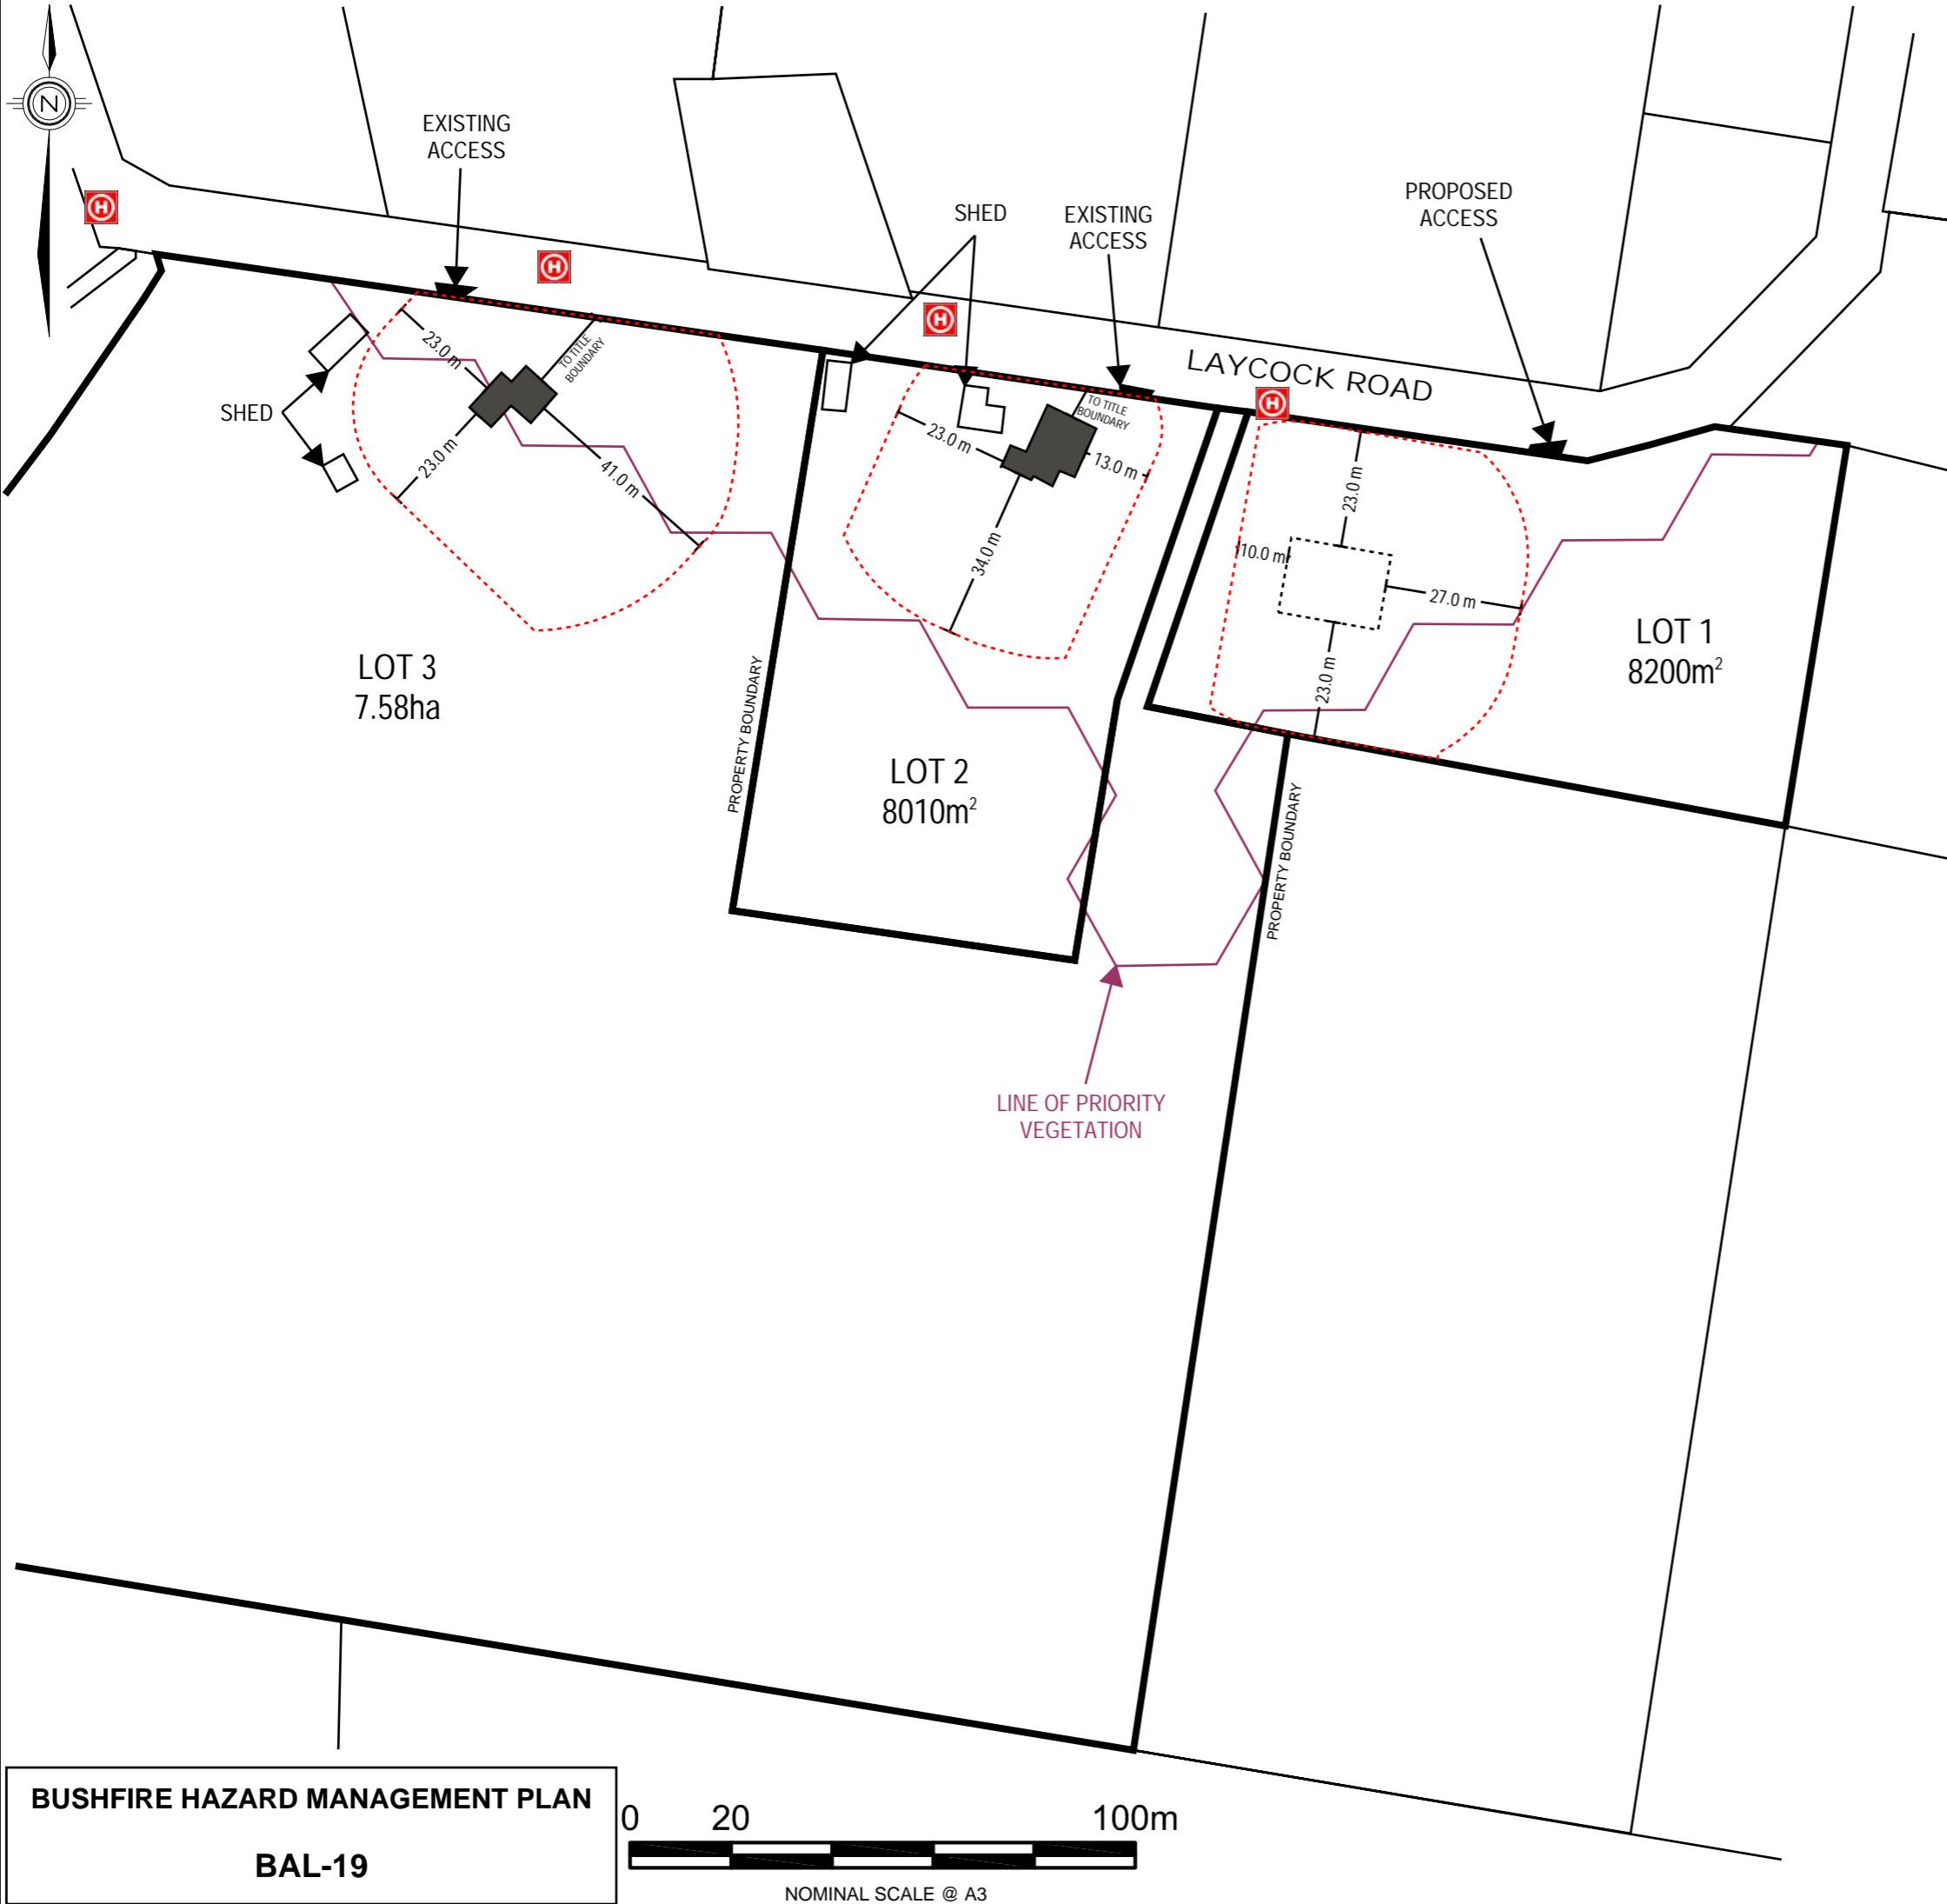 N
EXISTING
ACCESS
H
H
SHED
EXISTING
ACCESS
PROPOSED
ACCESS
H
LAYCOCK ROAD
H
23.0 m
TO TITLE
BOUNDARY
SHED
23.0 m
41.0 m
TO TITLE
BOUNDARY
23.0 m
13.0 m
34.0 m
23.0 m
10.0 m
27.0 m
23.0 m
LOT 1
8200m²
LOT 3
7.58ha
PROPERTY BOUNDARY
LOT 2
8010m²
PROPERTY BOUNDARY
LINE OF PRIORITY
VEGETATION
BUSHFIRE HAZARD MANAGEMENT PLAN
BAL-19
0 20 100m
NOMINAL SCALE @ A3